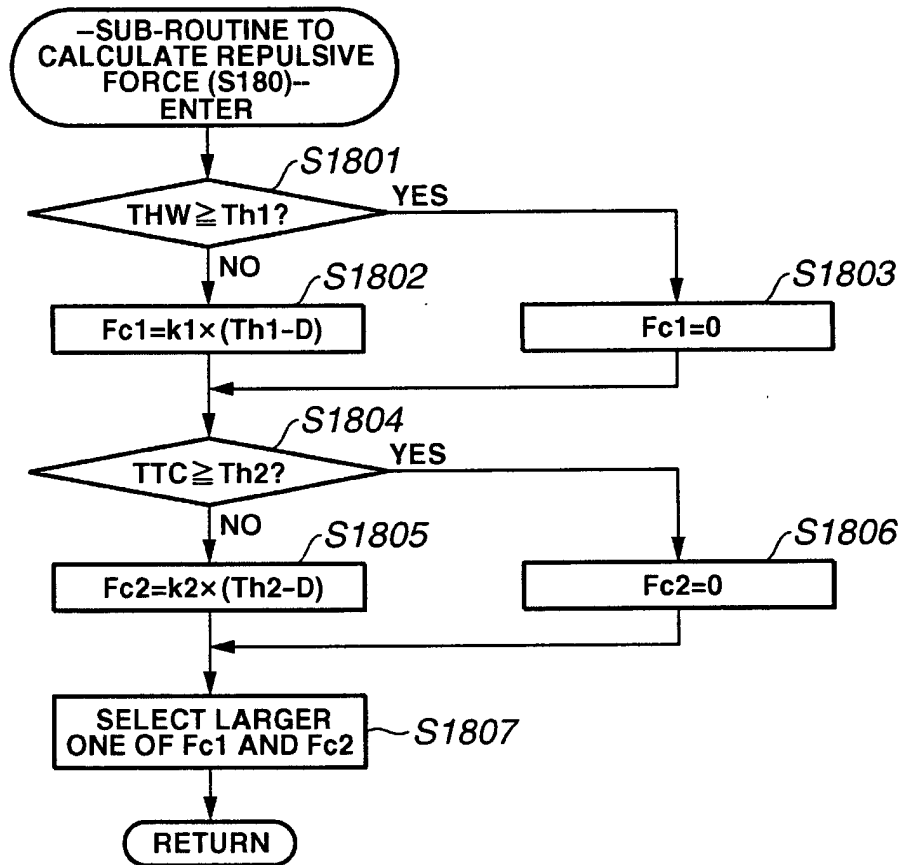 –SUB-ROUTINE TO
CALCULATE REPULSIVE
FORCE (S180)--
ENTER
S1801
THW≧Th1?
YES
NO
S1802
Fc1=k1×(Th1–D)
S1803
Fc1=0
S1804
TTC≧Th2?
YES
NO
S1805
Fc2=k2×(Th2–D)
S1806
Fc2=0
SELECT LARGER
ONE OF Fc1 AND Fc2
S1807
RETURN